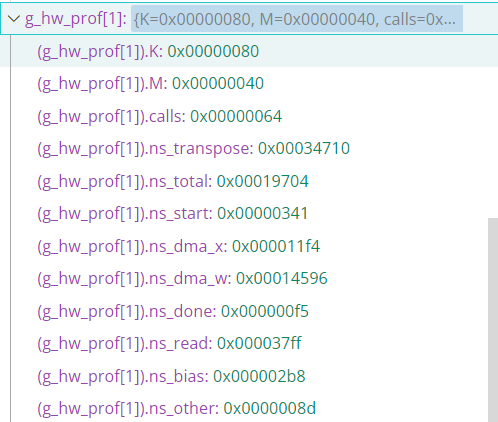 g_hw_prof[1]: {K=0x00000080, M=0x00000040, calls=0x...
(g_hw_prof[1]).K: 0x00000080
(g_hw_prof[1]).M: 0x00000040
(g_hw_prof[1]).calls: 0x00000064
(g_hw_prof[1]).ns_transpose: 0x00034710
(g_hw_prof[1]).ns_total: 0x00019704
(g_hw_prof[1]).ns_start: 0x00000341
(g_hw_prof[1]).ns_dma_x: 0x000011f4
(g_hw_prof[1]).ns_dma_w: 0x00014596
(g_hw_prof[1]).ns_done: 0x000000f5
(g_hw_prof[1]).ns_read: 0x000037ff
(g_hw_prof[1]).ns_bias: 0x000002b8
(g_hw_prof[1]).ns_other: 0x0000008d